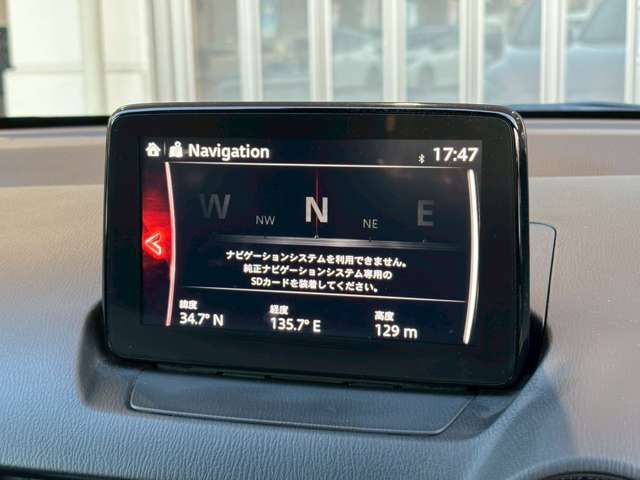 Navigation
17:47
W NW N NE E
ナビゲーションシステムを利用できません。
純正ナビゲーションシステム専用の
SDカードを装着してください。
緯度 経度 高度
34.7° N 135.7° E 129 m